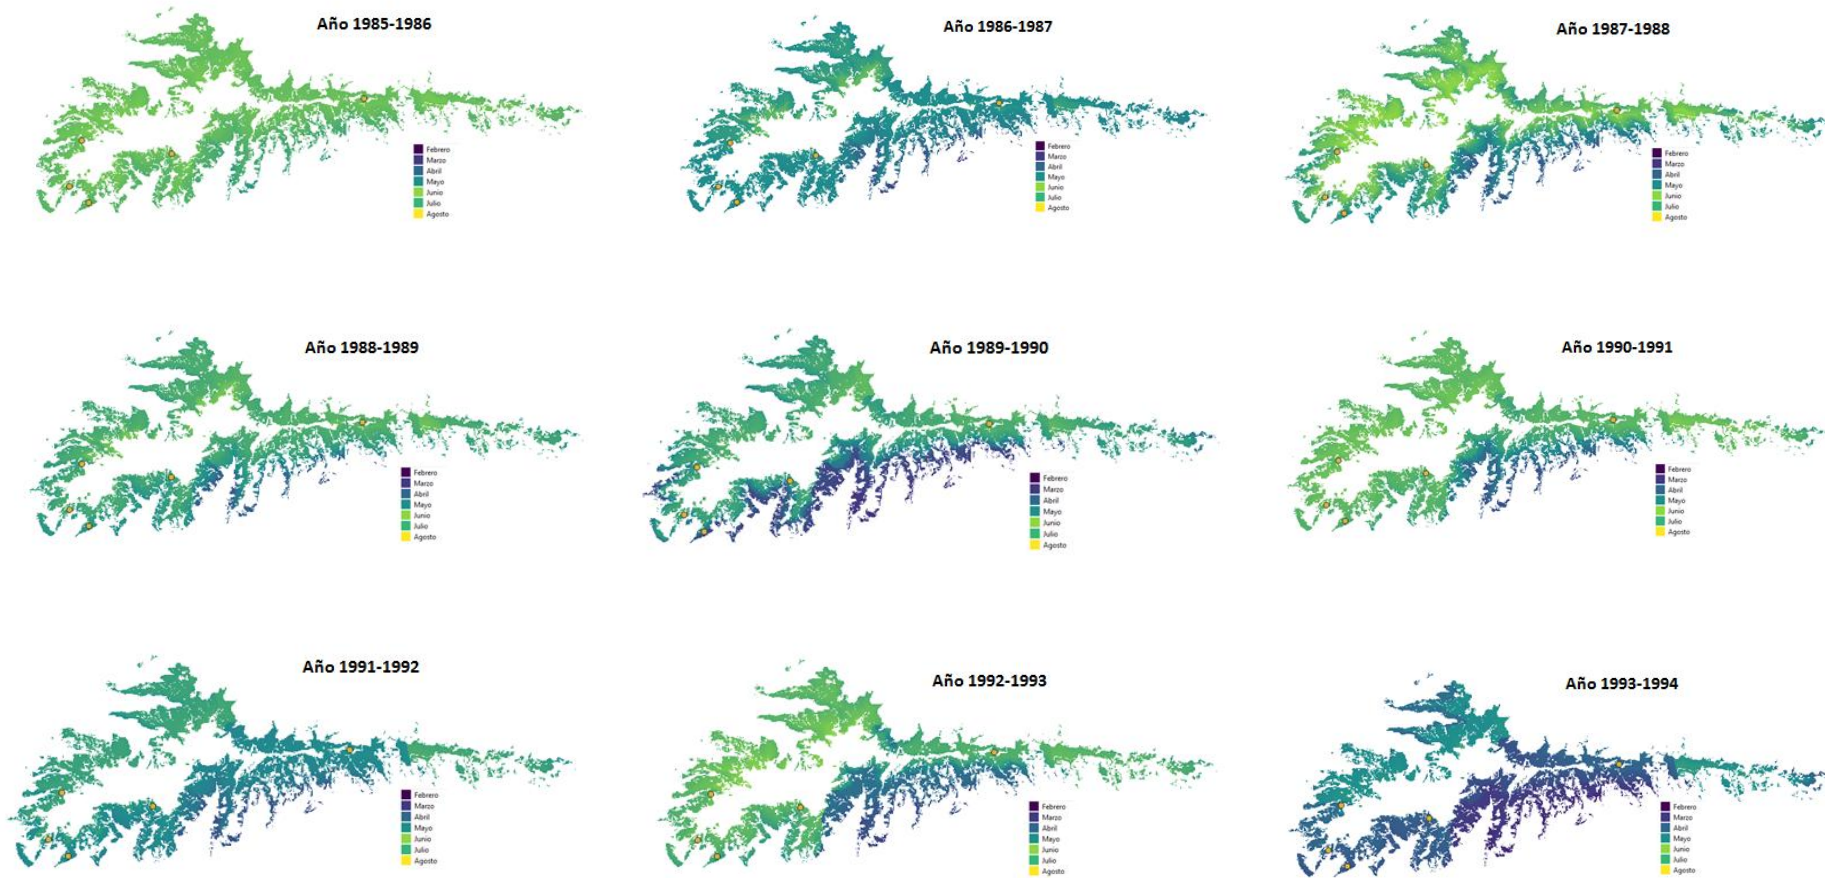 Año 1985-1986
Febrero
Marzo
Abril
Mayo
Junio
Julio
Agosto
Año 1986-1987
Febrero
Marzo
Abril
Mayo
Junio
Julio
Agosto
Año 1987-1988
Febrero
Marzo
Abril
Mayo
Junio
Julio
Agosto
Año 1988-1989
Febrero
Marzo
Abril
Mayo
Junio
Julio
Agosto
Año 1989-1990
Febrero
Marzo
Abril
Mayo
Junio
Julio
Agosto
Año 1990-1991
Febrero
Marzo
Abril
Mayo
Junio
Julio
Agosto
Año 1991-1992
Febrero
Marzo
Abril
Mayo
Junio
Julio
Agosto
Año 1992-1993
Febrero
Marzo
Abril
Mayo
Junio
Julio
Agosto
Año 1993-1994
Febrero
Marzo
Abril
Mayo
Junio
Julio
Agosto